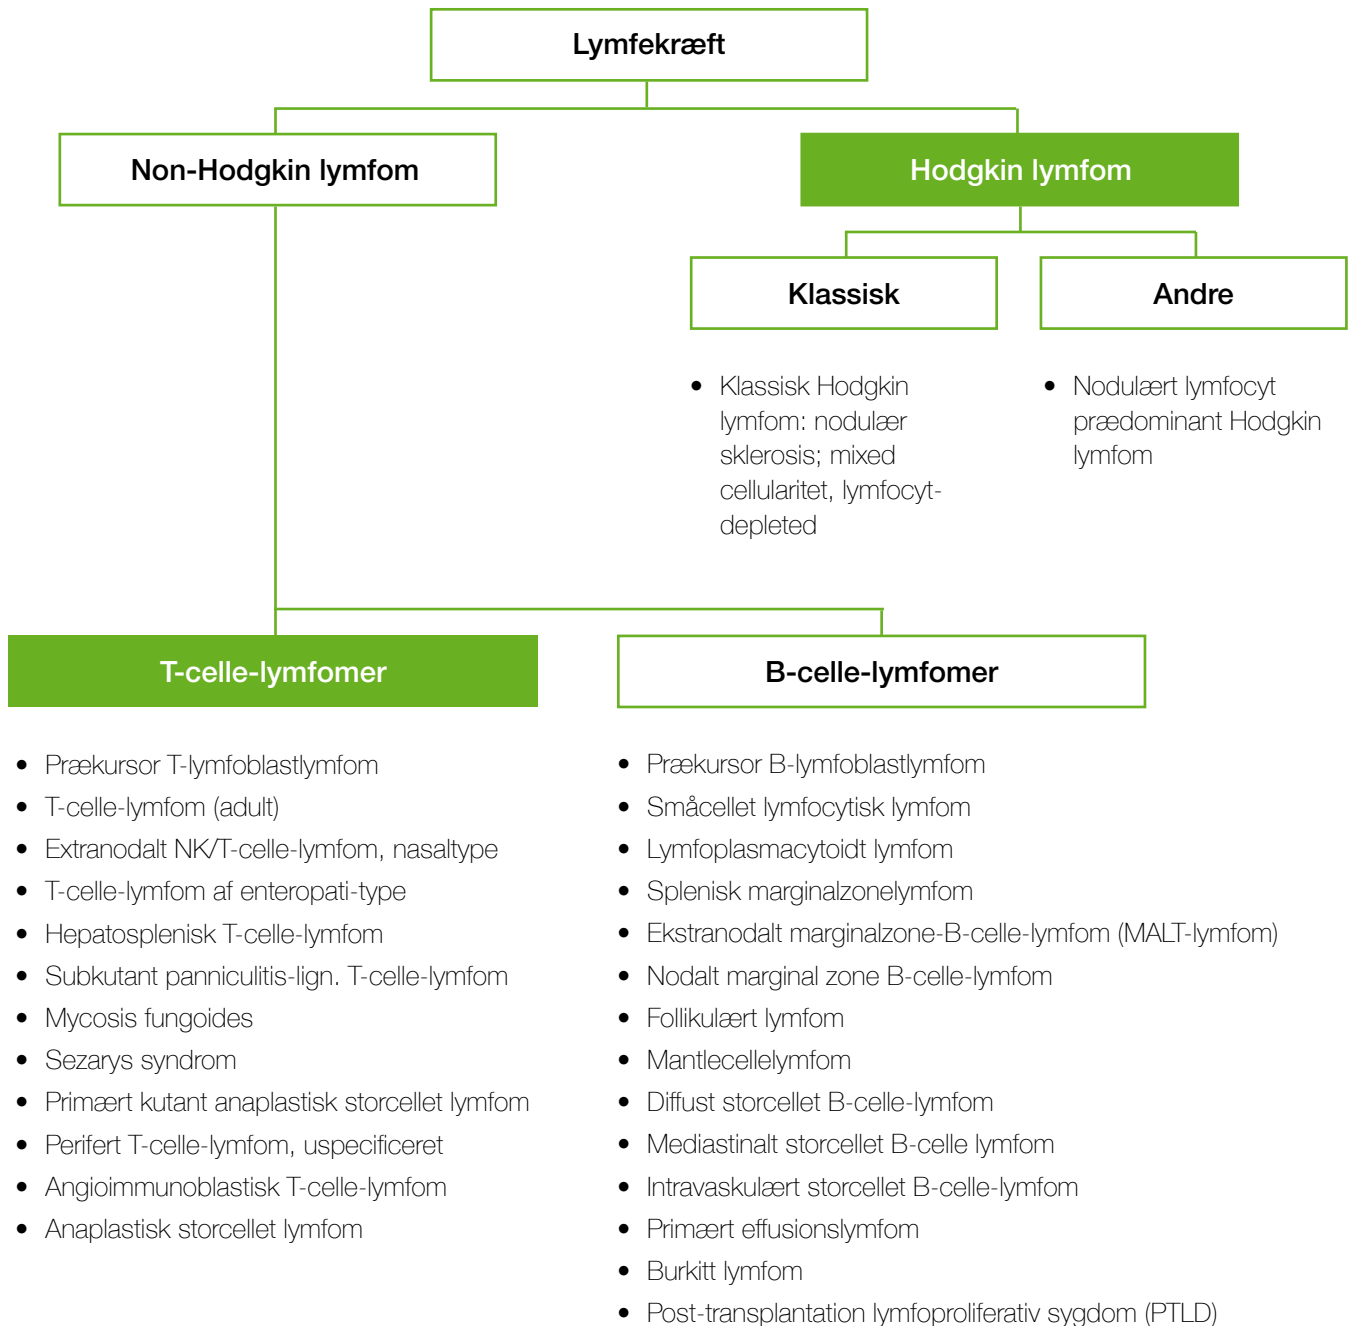 Lymfekræft
Non-Hodgkin lymfom
Hodgkin lymfom
Klassisk
Andre
• Klassisk Hodgkin
lymfom: nodulær
sklerosis; mixed
cellularitet, lymfocyt-
depleted
• Nodulært lymfocyt
prædominant Hodgkin
lymfom
T-celle-lymfomer
• Prækursor T-lymfoblastlymfom
• T-celle-lymfom (adult)
• Extranodalt NK/T-celle-lymfom, nasaltype
• T-celle-lymfom af enteropati-type
• Hepatosplenisk T-celle-lymfom
• Subkutant panniculitis-lign. T-celle-lymfom
• Mycosis fungoides
• Sezarys syndrom
• Primært kutant anaplastisk storcellet lymfom
• Perifert T-celle-lymfom, uspecificeret
• Angioimmunoblastisk T-celle-lymfom
• Anaplastisk storcellet lymfom
B-celle-lymfomer
• Prækursor B-lymfoblastlymfom
• Småcellet lymfocytisk lymfom
• Lymfoplasmacytoidt lymfom
• Splenisk marginalzonelymfom
• Ekstranodalt marginalzone-B-celle-lymfom (MALT-lymfom)
• Nodalt marginal zone B-celle-lymfom
• Follikulært lymfom
• Mantlecellelymfom
• Diffust storcellet B-celle-lymfom
• Mediastinalt storcellet B-celle lymfom
• Intravaskulært storcellet B-celle-lymfom
• Primært effusionslymfom
• Burkitt lymfom
• Post-transplantation lymfoproliferativ sygdom (PTLD)